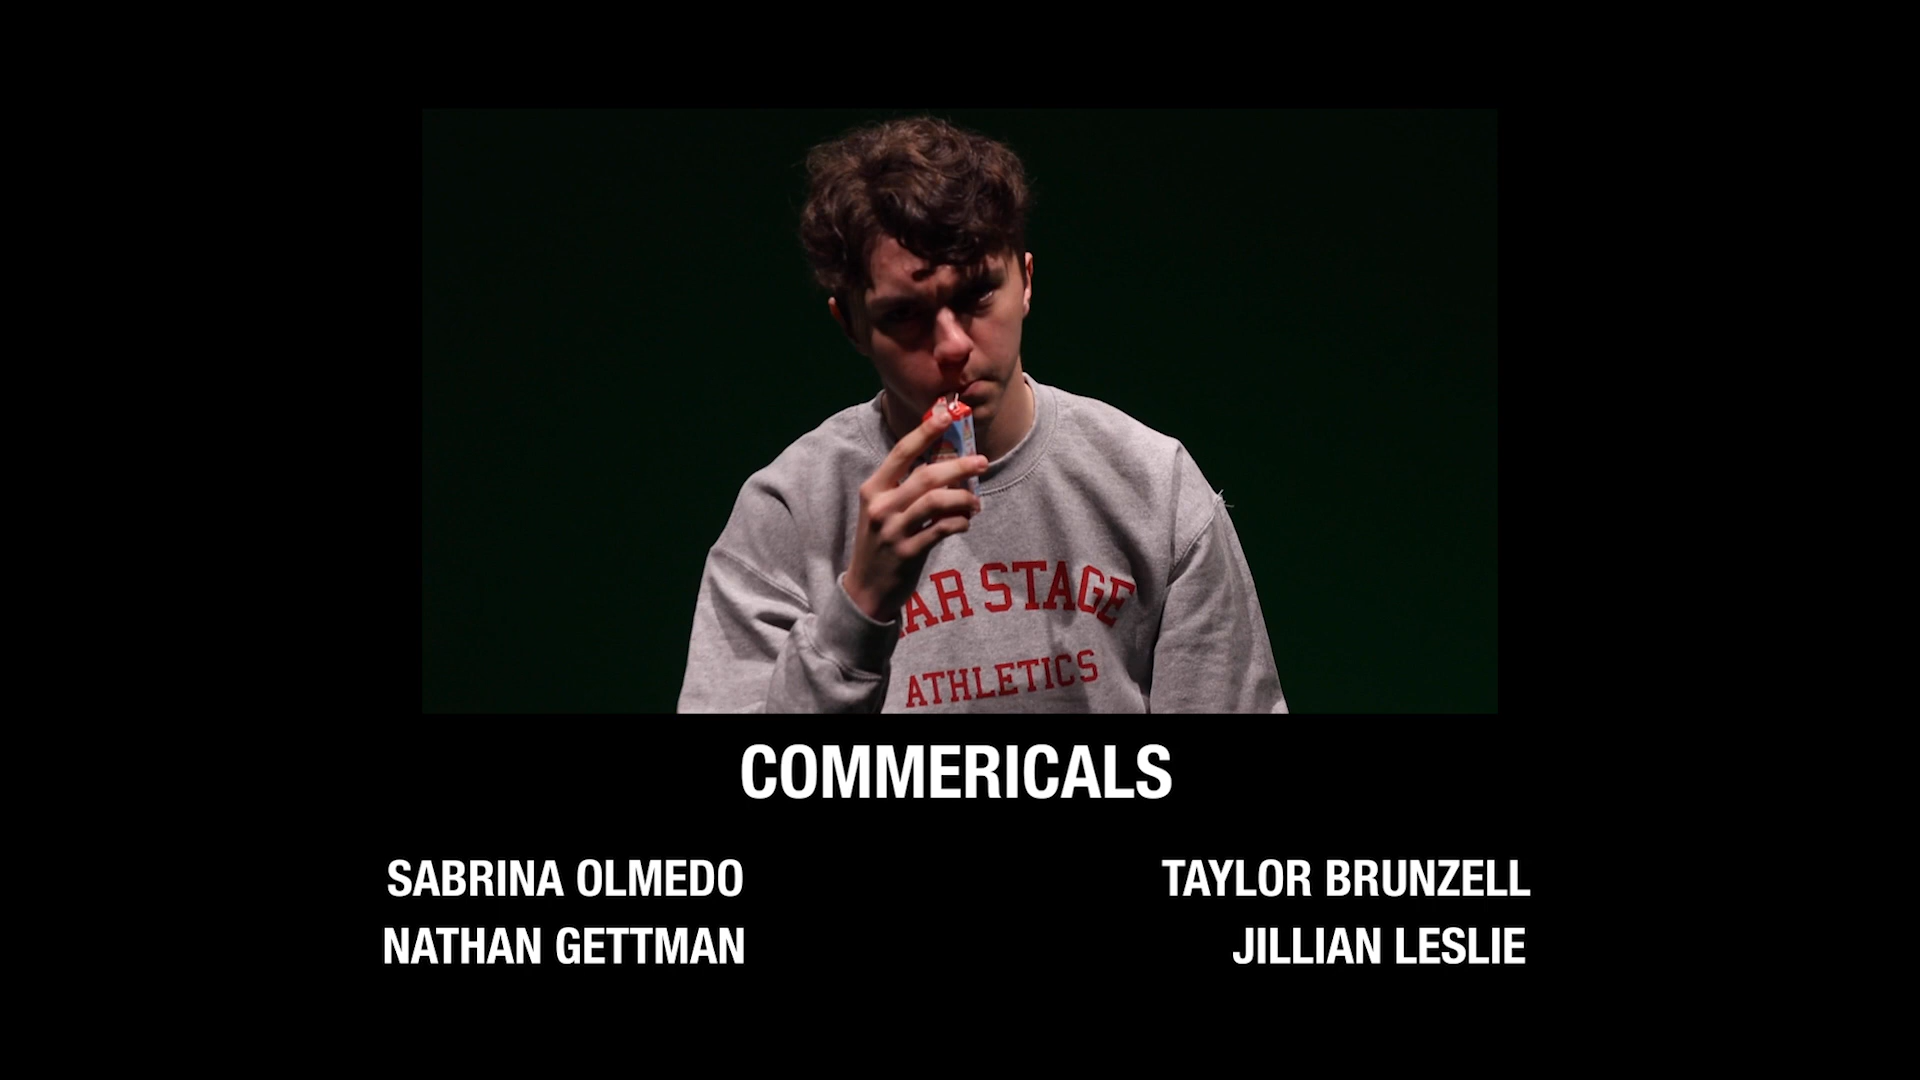 AR STAGE
ATHLETICS
COMMERICALS
SABRINA OLMEDO
TAYLOR BRUNZELL
NATHAN GETTMAN
JILLIAN LESLIE